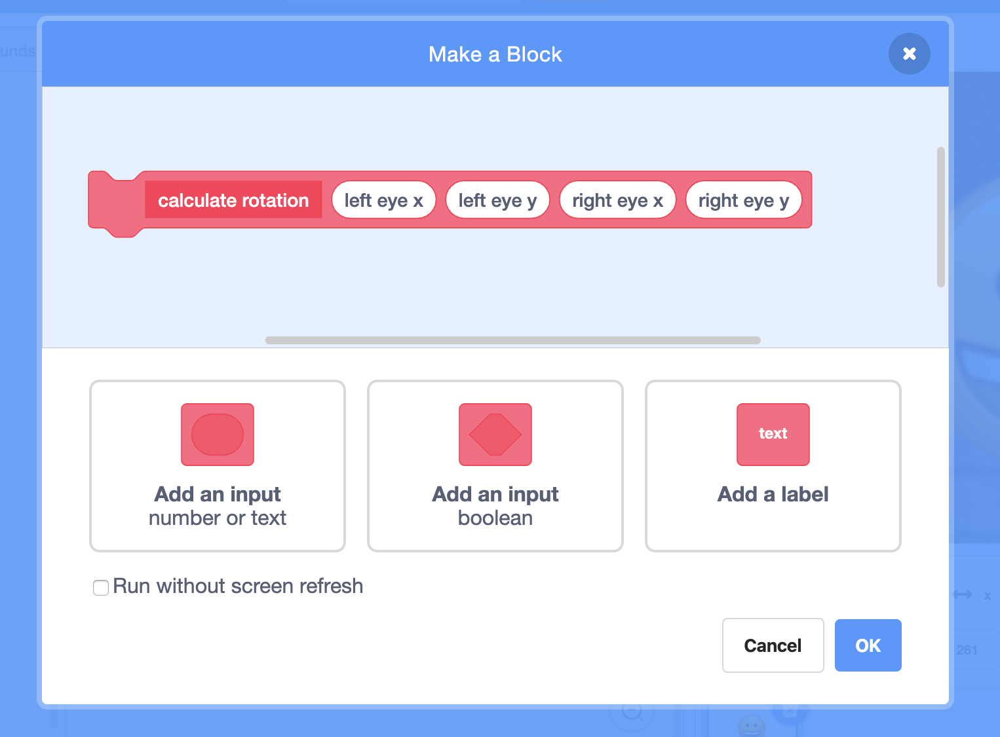 Make a Block
unds
calculate rotation left eye x left eye y right eye x right eye y
text
Add an input
number or text
Add an input
boolean
Add a label
Run without screen refresh
x
Cancel
OK
261